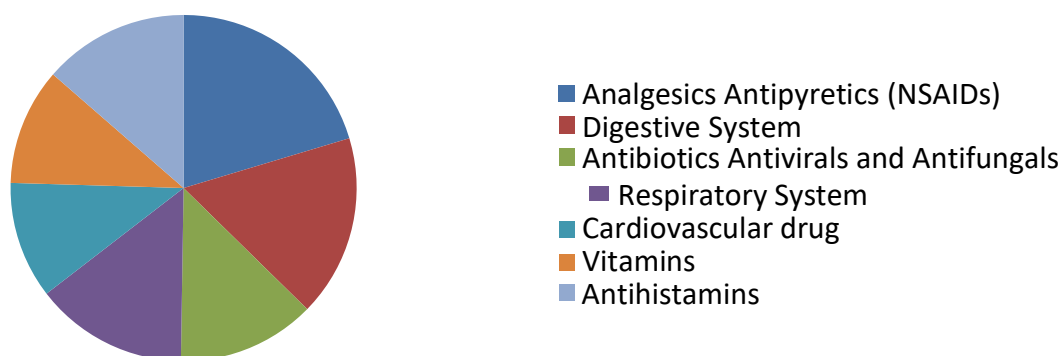 Analgesics Antipyretics (NSAIDs)
Digestive System
Antibiotics Antivirals and Antifungals
Respiratory System
Cardiovascular drug
Vitamins
Antihistamins